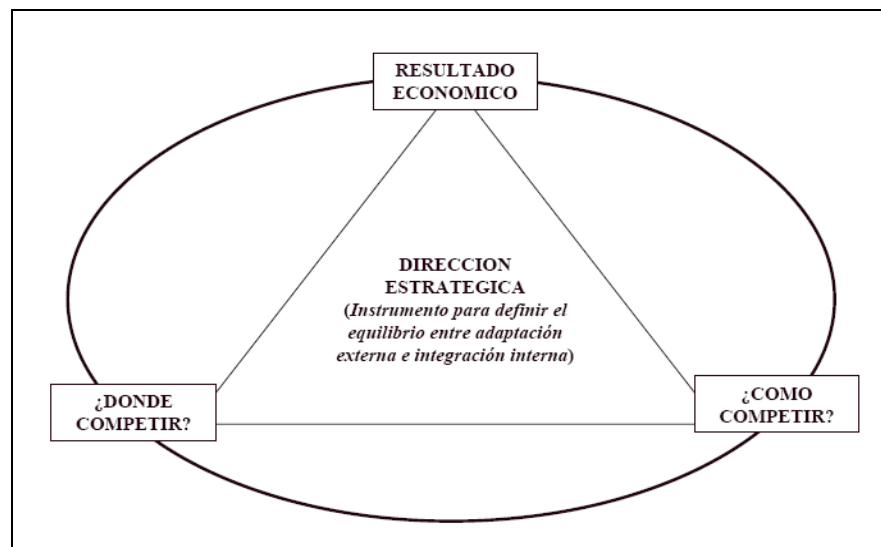 RESULTADO
ECONOMICO
DIRECCION
ESTRATEGICA
(Instrumento para definir el
equilibrio entre adaptación
externa e integración interna)
¿DONDE
COMPETIR?
¿COMO
COMPETIR?